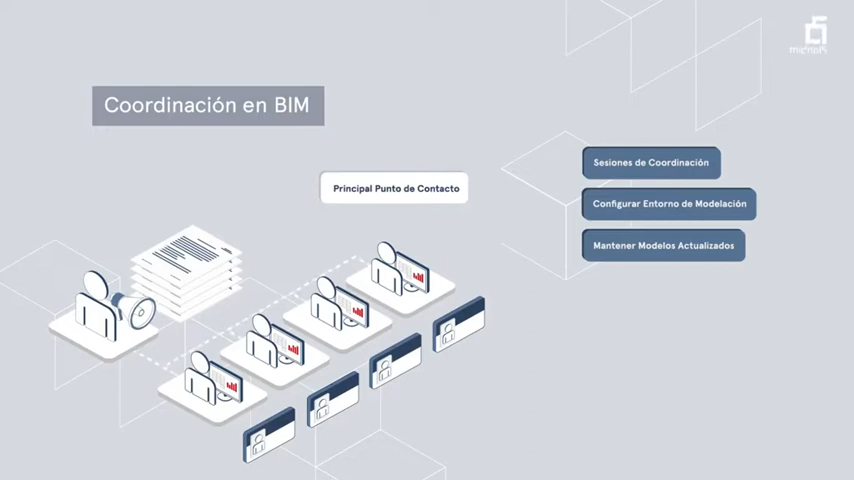 Coordinación en BIM
Principal Punto de Contacto
Sesiones de Coordinación
Configurar Entorno de Modelación
Mantener Modelos Actualizados